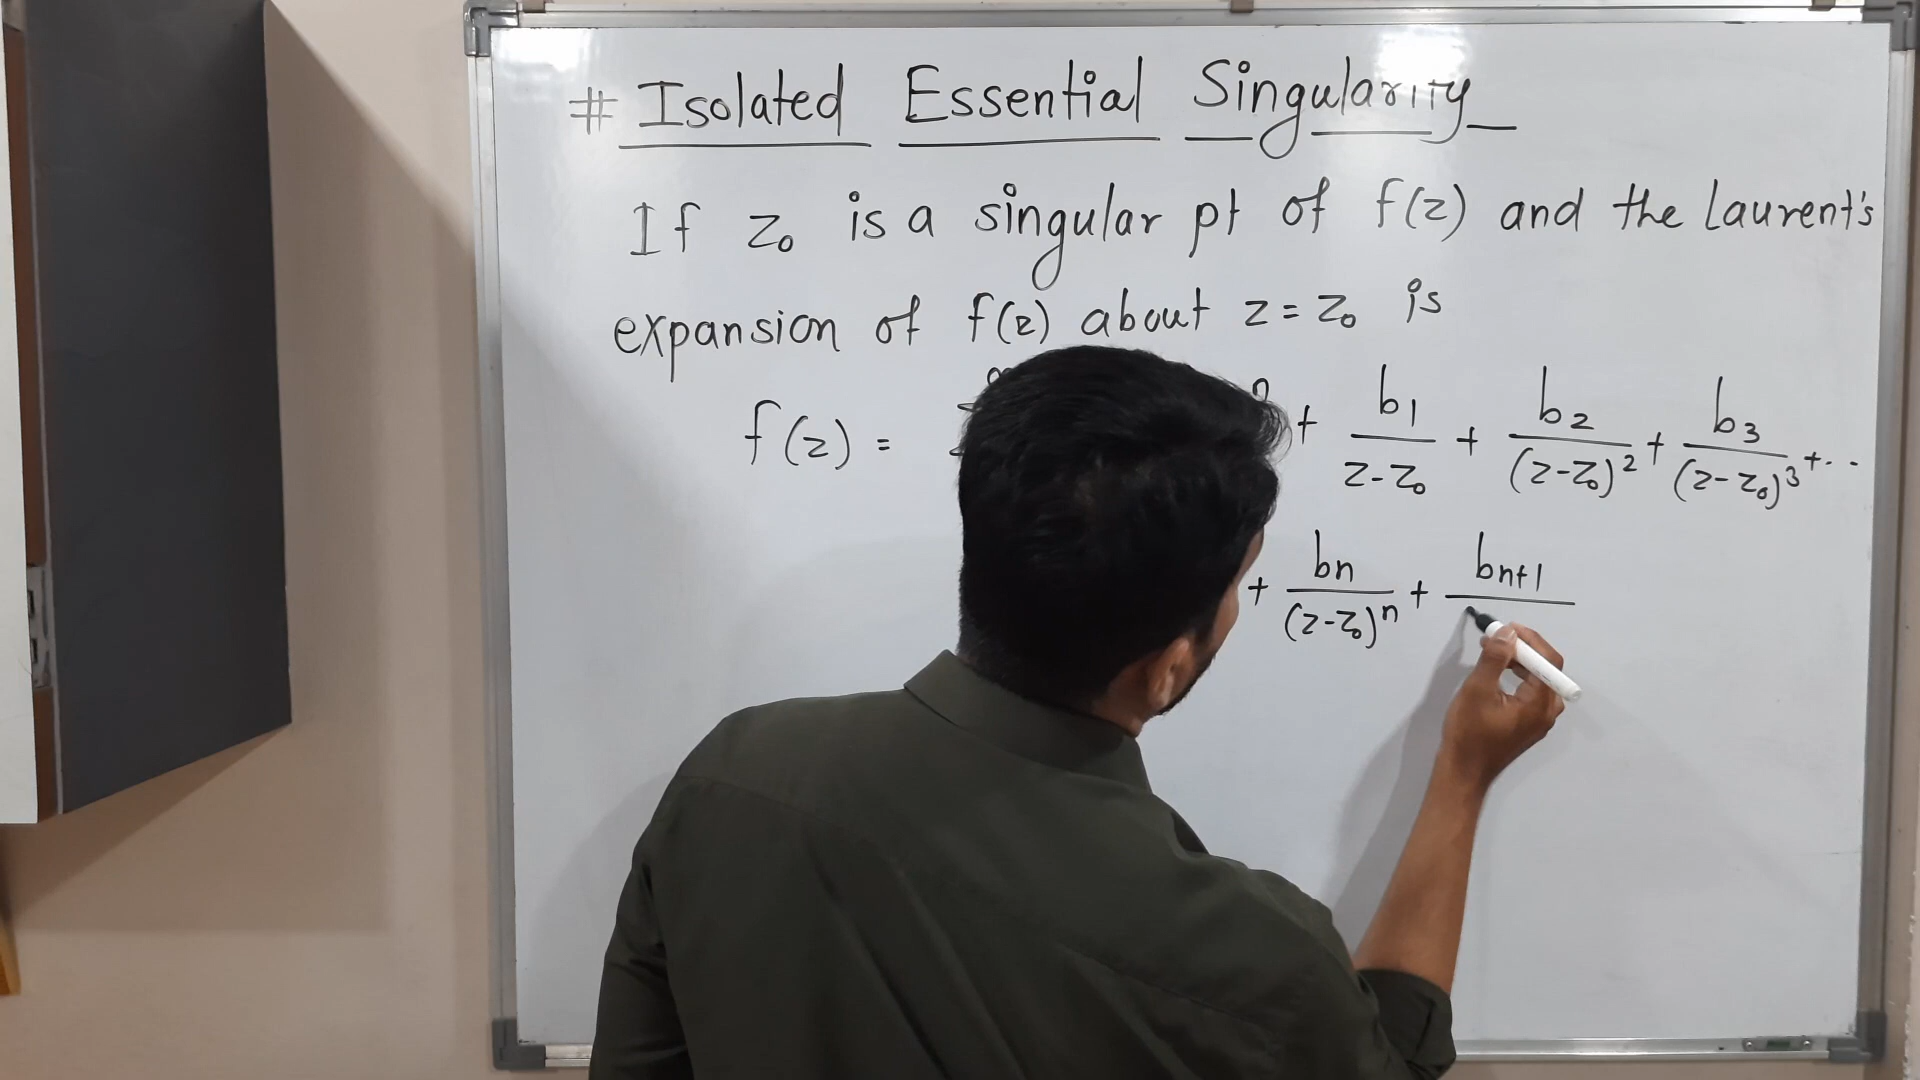 # Isolated Essential Singularity
If z₀ is a singular pt of f(z) and the Laurent's
expansion of f(z) about z = z₀ is
f(z) = + b₁/(z-z₀) + b₂/(z-z₀)² + b₃/(z-z₀)³ + ..
+ bn/(z-z₀)ⁿ + bn+1